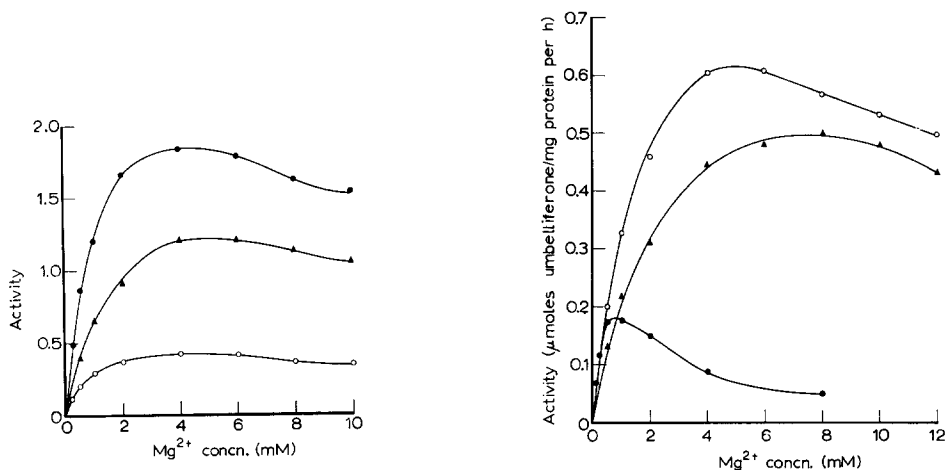 Activity
2.0
1.5
1.0
0.5
0
0 2 4 6 8 10
Mg2+ concn. (mM)
Activity (μmoles umbelliferone/mg protein per h)
0.7
0.6
0.5
0.4
0.3
0.2
0.1
0
0 2 4 6 8 10 12
Mg2+ concn. (mM)